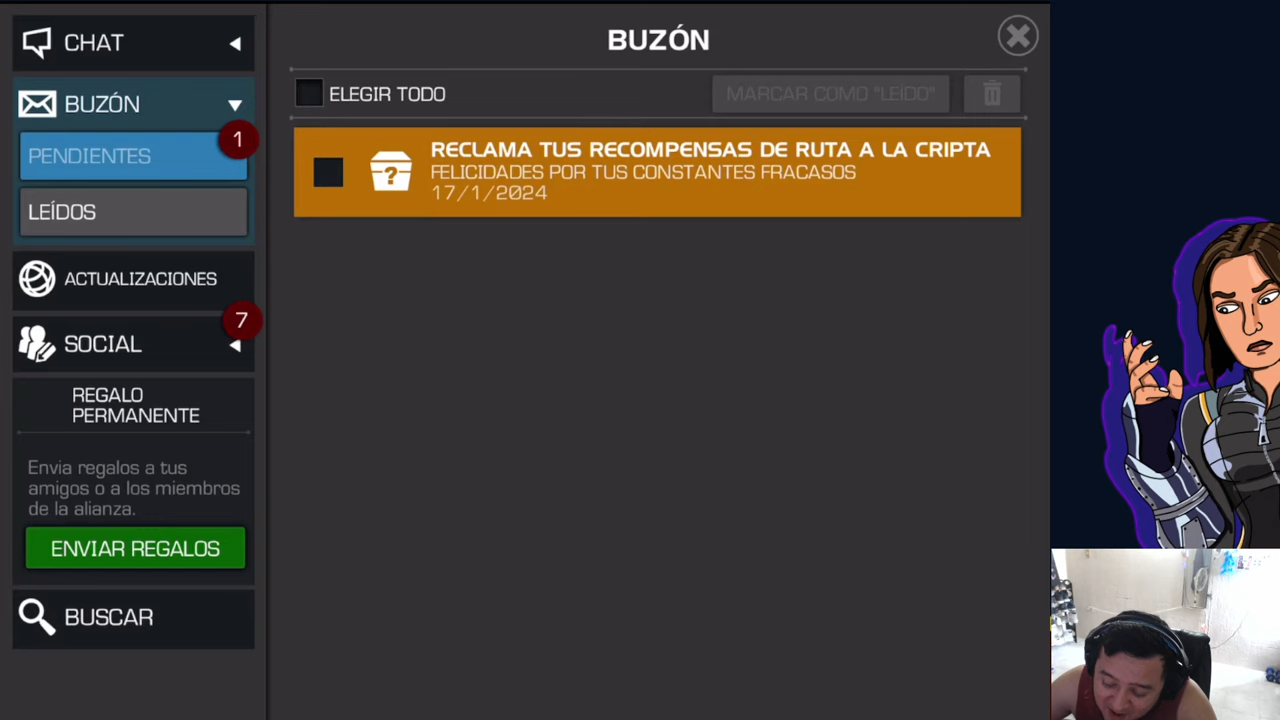 CHAT
BUZÓN
1
PENDIENTES
LEÍDOS
ACTUALIZACIONES
7
SOCIAL
REGALO
PERMANENTE
Envia regalos a tus
amigos o a los miembros
de la alianza.
ENVIAR REGALOS
BUSCAR
BUZÓN
ELEGIR TODO
MARCAR COMO "LEÍDO"
?
RECLAMA TUS RECOMPENSAS DE RUTA A LA CRIPTA
FELICIDADES POR TUS CONSTANTES FRACASOS
17/1/2024